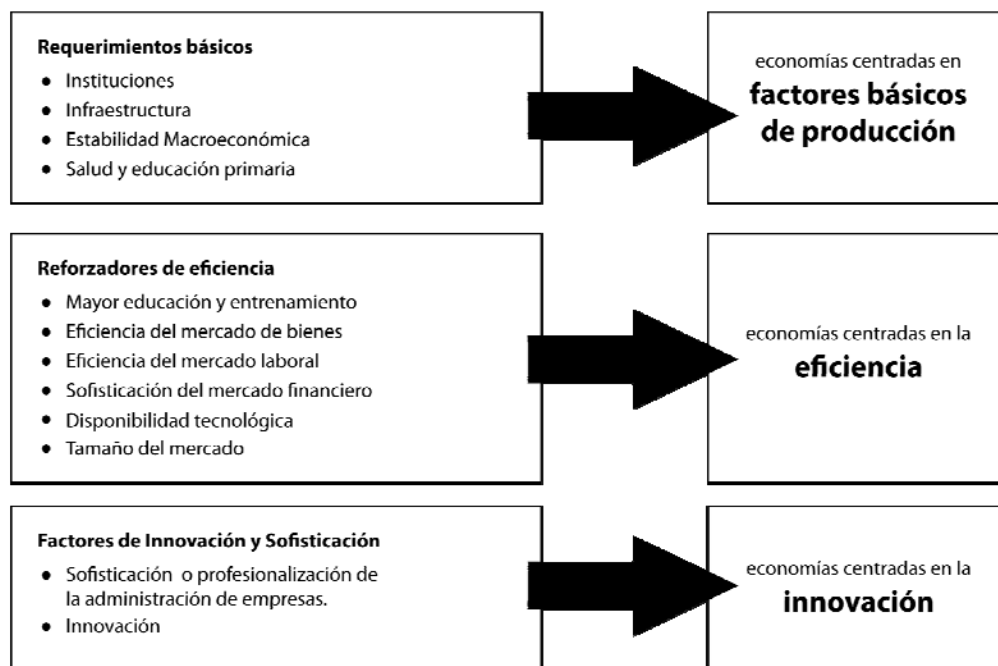 Requerimientos básicos
• Instituciones
• Infraestructura
• Estabilidad Macroeconómica
• Salud y educación primaria
economías centradas en
factores básicos
de producción
Reforzadores de eficiencia
• Mayor educación y entrenamiento
• Eficiencia del mercado de bienes
• Eficiencia del mercado laboral
• Sofisticación del mercado financiero
• Disponibilidad tecnológica
• Tamaño del mercado
economías centradas en la
eficiencia
Factores de Innovación y Sofisticación
• Sofisticación o profesionalización de
la administración de empresas.
• Innovación
economías centradas en la
innovación